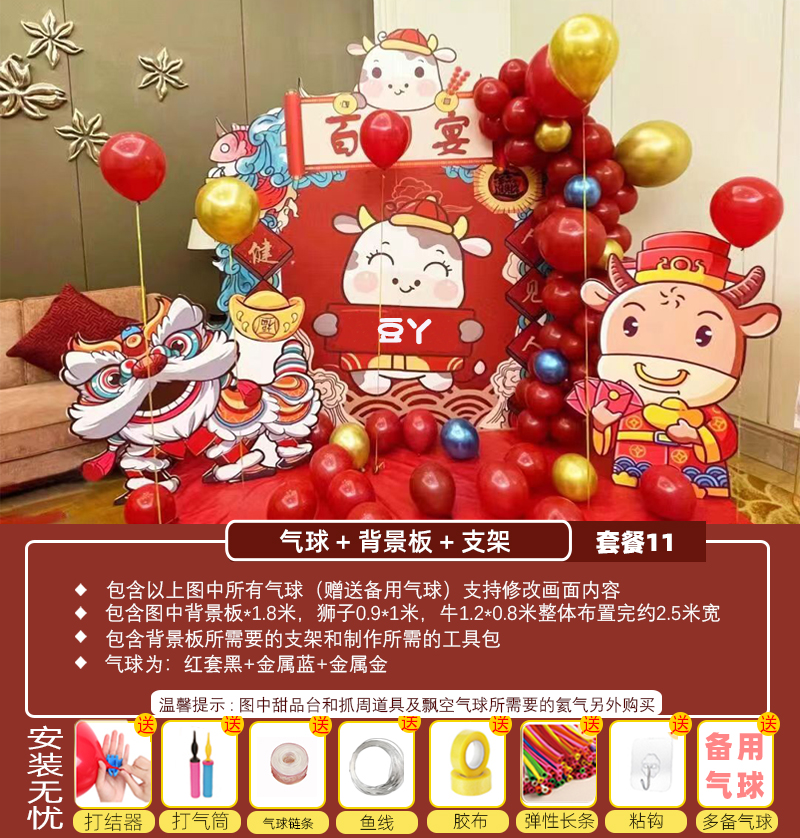 百 宴
健
见
人
豆丫
气球+背景板+支架
套餐11
◆ 包含以上图中所有气球（赠送备用气球）支持修改画面内容
◆ 包含图中背景板*1.8米，狮子0.9*1米，牛1.2*0.8米整体布置完约2.5米宽
◆ 包含背景板所需要的支架和制作所需的工具包
◆ 气球为：红套黑+金属蓝+金属金
温馨提示：图中甜品台和抓周道具及飘空气球所需要的氦气另外购买
安装无忧
送 送 送 送 送 送 送 送
备用
气球
打结器 打气筒 气球链条 鱼线 胶布 弹性长条 粘钩 多备气球